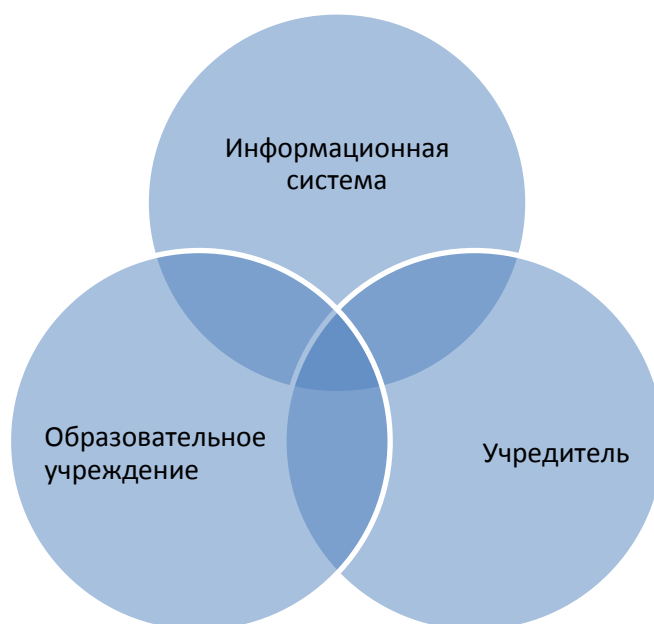 Информационная
система
Образовательное
учреждение
Учредитель